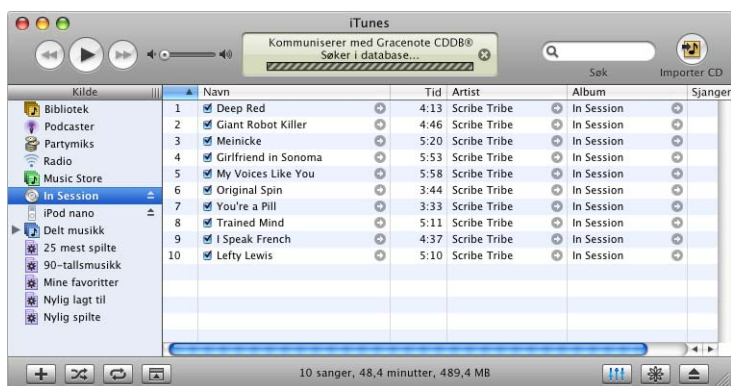 iTunes
Kommuniserer med Gracenote CDDB®
Søker i database...
Søk
Importer CD
Kilde
Navn Tid Artist Album Sjanger
Bibliotek
Podcaster
Partymiks
Radio
Music Store
In Session
iPod nano
Delt musikk
25 mest spilte
90-tallsmusikk
Mine favoritter
Nylig lagt til
Nylig spilte
1 Deep Red 4:13 Scribe Tribe In Session
2 Giant Robot Killer 4:46 Scribe Tribe In Session
3 Meinicke 5:20 Scribe Tribe In Session
4 Girlfriend in Sonoma 5:53 Scribe Tribe In Session
5 My Voices Like You 5:58 Scribe Tribe In Session
6 Original Spin 3:44 Scribe Tribe In Session
7 You're a Pill 3:33 Scribe Tribe In Session
8 Trained Mind 5:11 Scribe Tribe In Session
9 I Speak French 4:37 Scribe Tribe In Session
10 Lefty Lewis 5:10 Scribe Tribe In Session
10 sanger, 48,4 minutter, 489,4 MB